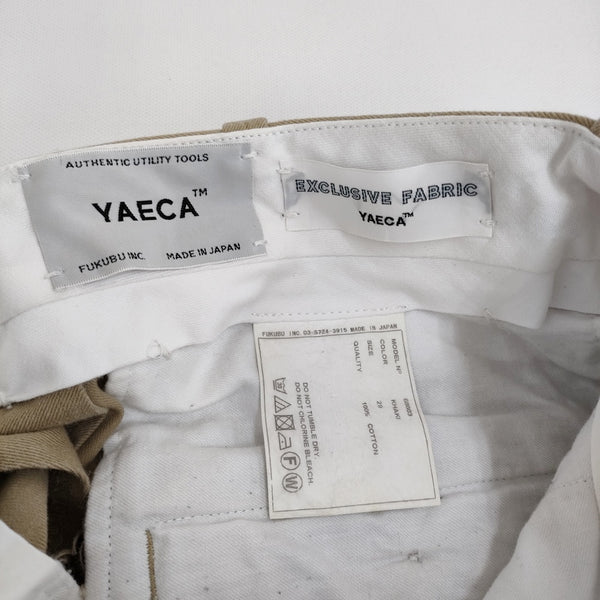 AUTHENTIC UTILITY TOOLS
YAECA™
FUKUBU INC. MADE IN JAPAN
EXCLUSIVE FABRIC
YAECA™
FUKUBU INC 03-5724-3915 MADE IN JAPAN
MODEL Nº
COLOR KHAKI
SIZE 29
QUALITY 100% COTTON
DO NOT TUMBLE DRY.
DO NOT CHLORINE BLEACH.
F W